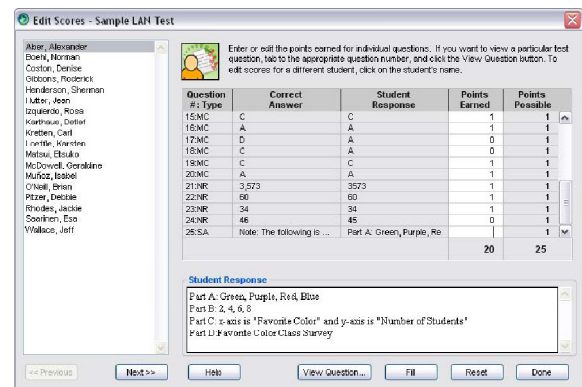 Edit Scores - Sample LAN Test
Aber, Alexander
Boehl, Norman
Coston, Denise
Gibbons, Roderick
Henderson, Sherman
Hutter, Jean
Izquierdo, Rosa
Karthaus, Detlef
Kretten, Carl
Loeffle, Karsten
Matsui, Etsuko
McDowell, Geraldine
Muñoz, Isabel
O'Neill, Brian
Pitzer, Debbie
Rhodes, Jackie
Saarinen, Esa
Wallace, Jeff
Enter or edit the points earned for individual questions. If you want to view a particular test
question, tab to the appropriate question number, and click the View Question button. To
edit scores for a different student, click on the student's name.
Question #: Type Correct Answer Student Response Points Earned Points Possible
15:MC C C 1 1
16:MC A A 1 1
17:MC D A 0 1
18:MC C A 0 1
19:MC C C 1 1
20:MC A A 1 1
21:NR 3,573 3573 1 1
22:NR 60 60 1 1
23:NR 34 34 1 1
24:NR 46 45 0 1
25:SA Note: The following is ... Part A: Green, Purple, Re 1
20 25
Student Response
Part A: Green, Purple, Red, Blue
Part B: 2, 4, 6, 8
Part C: x-axis is "Favorite Color" and y-axis is "Number of Students"
Part D:Favorite Color Class Survey
<< Previous Next >> Help View Question... Fill Reset Done